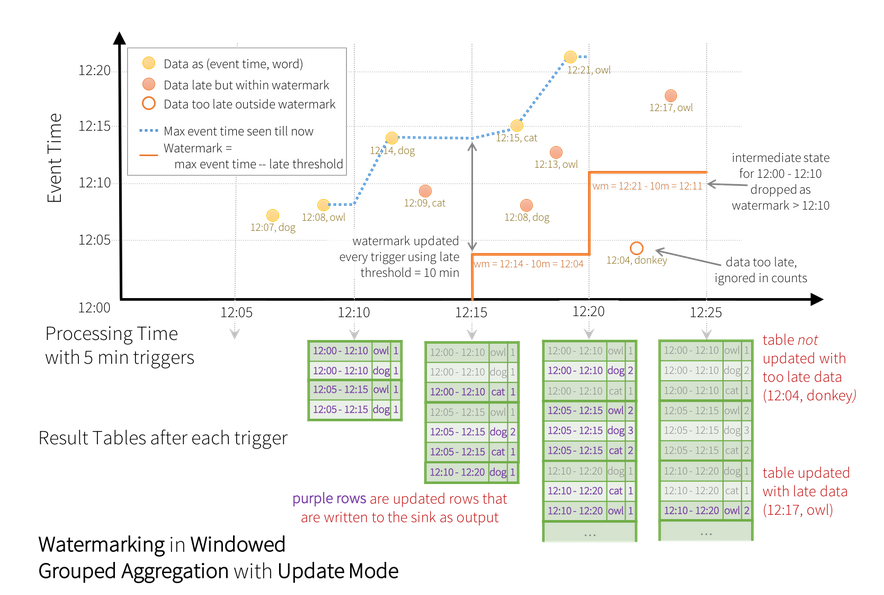 12:20
12:15
12:10
12:05
12:00
Event Time
Data as (event time, word)
Data late but within watermark
Data too late outside watermark
Max event time seen till now
Watermark =
max event time -- late threshold
12:07, dog
12:08, owl
12:14, dog
12:09, cat
12:15, cat
12:08, dog
12:13, owl
12:21, owl
12:17, owl
12:04, donkey
watermark updated
every trigger using late
threshold = 10 min
wm = 12:14 - 10m = 12:04
wm = 12:21 - 10m = 12:11
intermediate state
for 12:00 - 12:10
dropped as
watermark > 12:10
data too late,
ignored in counts
12:05
12:10
12:15
12:20
12:25
Processing Time
with 5 min triggers
Result Tables after each trigger
12:00 - 12:10 owl 1
12:00 - 12:10 dog 1
12:05 - 12:15 owl 1
12:05 - 12:15 dog 1
12:00 - 12:10 owl 1
12:00 - 12:10 dog 1
12:00 - 12:10 cat 1
12:05 - 12:15 owl 1
12:05 - 12:15 dog 2
12:05 - 12:15 cat 1
12:10 - 12:20 dog 1
12:00 - 12:10 owl 1
12:00 - 12:10 dog 2
12:00 - 12:10 cat 1
12:05 - 12:15 owl 2
12:05 - 12:15 dog 3
12:05 - 12:15 cat 2
12:10 - 12:20 dog 1
12:10 - 12:20 cat 1
12:10 - 12:20 owl 1
...
12:00 - 12:10 owl 1
12:00 - 12:10 dog 2
12:00 - 12:10 cat 1
12:05 - 12:15 owl 2
12:05 - 12:15 dog 3
12:05 - 12:15 cat 2
12:10 - 12:20 dog 1
12:10 - 12:20 cat 1
12:10 - 12:20 owl 2
...
table not
updated with
too late data
(12:04, donkey)
table updated
with late data
(12:17, owl)
purple rows are updated rows that
are written to the sink as output
Watermarking in Windowed
Grouped Aggregation with Update Mode